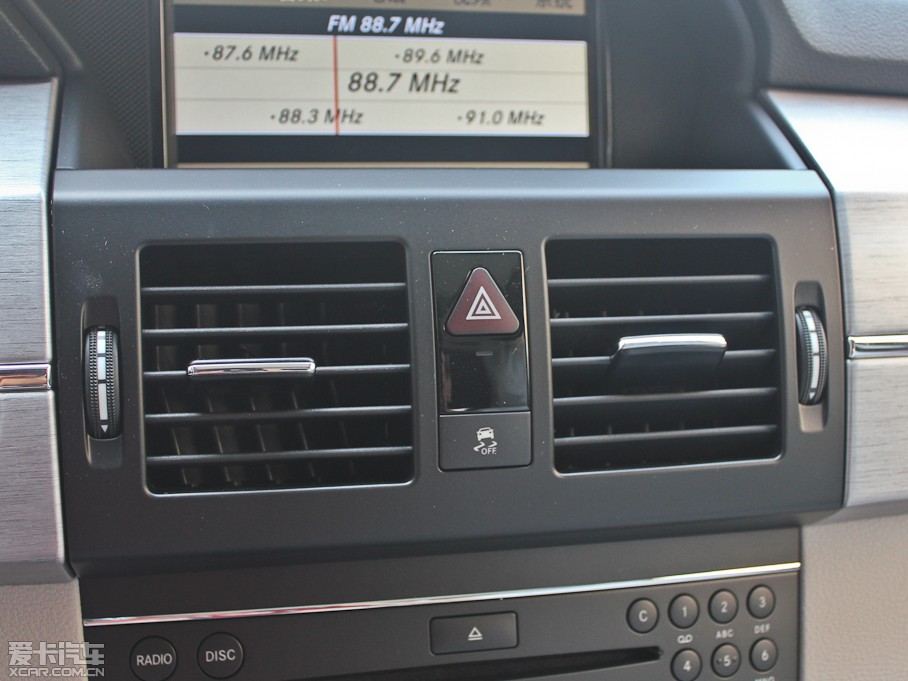 FM 88.7 MHz
87.6 MHz
89.6 MHz
88.7 MHz
88.3 MHz
91.0 MHz
OFF
RADIO
DISC
C
1
2
3
ABC
DEF
4
5
6
爱卡汽车
XCAR.COM.CN